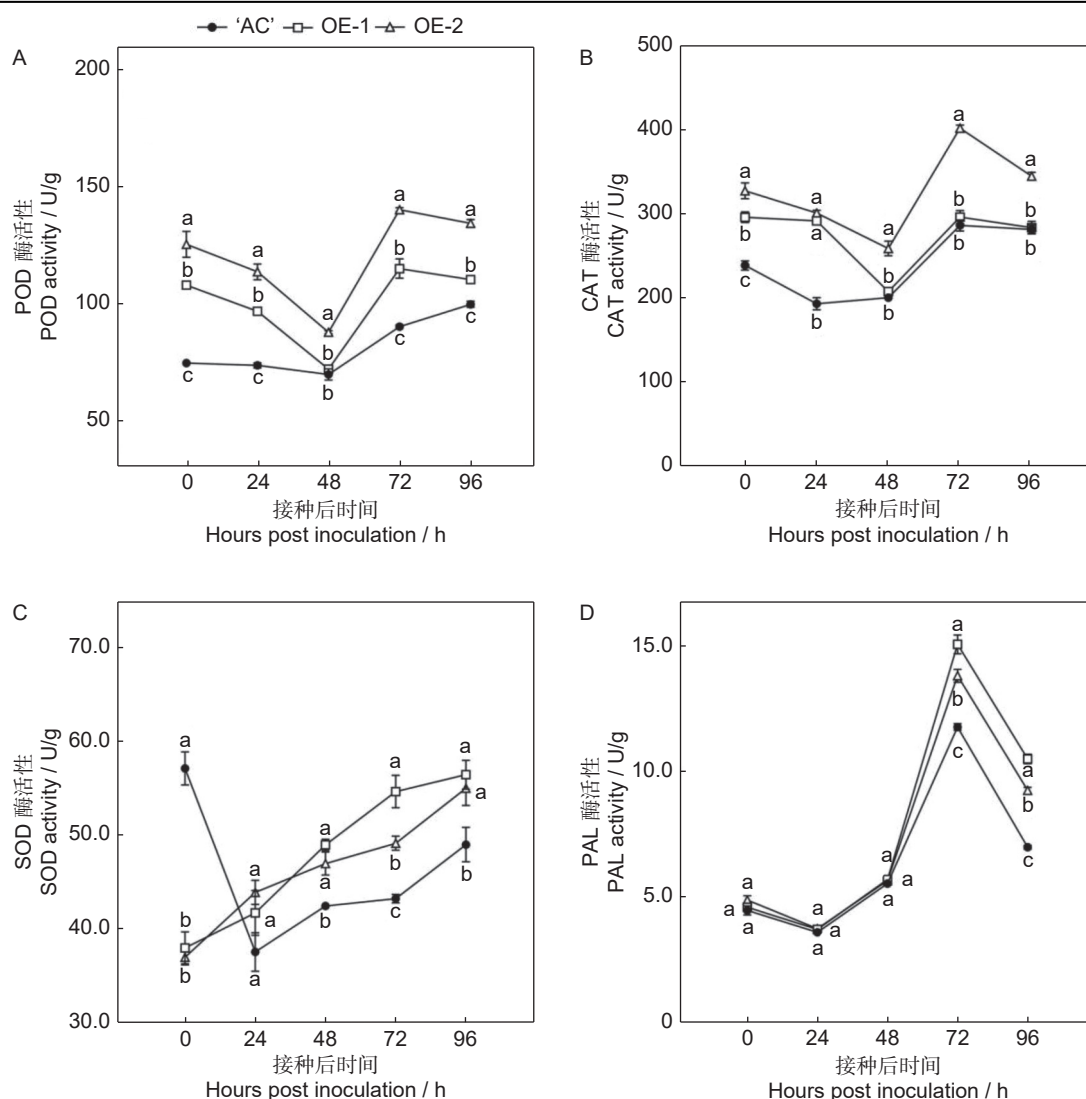 ‘AC’ OE-1 OE-2
A
200
150
100
50
POD 酶活性
POD activity / U/g
a a a a a
b b b b b
c c b c c
0 24 48 72 96
接种后时间
Hours post inoculation / h
B
500
400
300
200
100
0
CAT 酶活性
CAT activity / U/g
a a a a a
b a b b b
c b b b b
0 24 48 72 96
接种后时间
Hours post inoculation / h
C
70.0
60.0
50.0
40.0
30.0
SOD 酶活性
SOD activity / U/g
a a a a a
b a a b a
b a b c b
0 24 48 72 96
接种后时间
Hours post inoculation / h
D
15.0
10.0
5.0
0
PAL 酶活性
PAL activity / U/g
a a a a a
a a a b b
a a a c c
0 24 48 72 96
接种后时间
Hours post inoculation / h